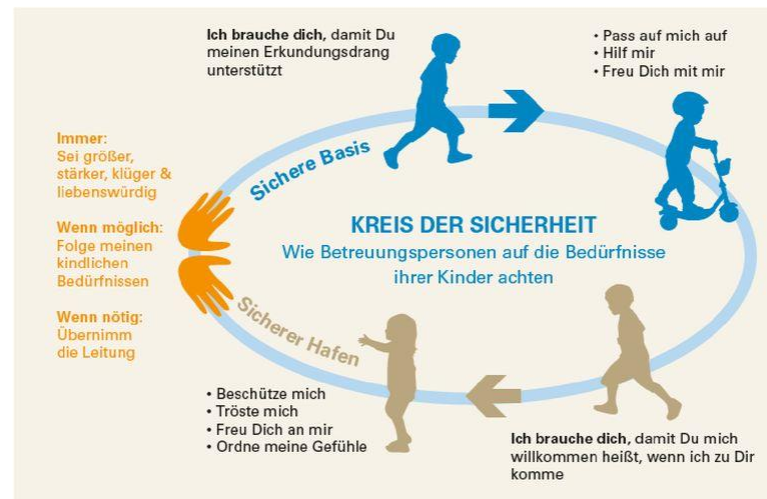 Ich brauche dich, damit Du
meinen Erkundungsdrang
unterstützt
• Pass auf mich auf
• Hilf mir
• Freu Dich mit mir
Immer:
Sei größer,
stärker, klüger &
liebenswürdig
Wenn möglich:
Folge meinen
kindlichen
Bedürfnissen
Wenn nötig:
Übernimm
die Leitung
Sichere Basis
KREIS DER SICHERHEIT
Wie Betreuungspersonen auf die Bedürfnisse
ihrer Kinder achten
Sicherer Hafen
• Beschütze mich
• Tröste mich
• Freu Dich an mir
• Ordne meine Gefühle
Ich brauche dich, damit Du mich
willkommen heißt, wenn ich zu Dir
komme